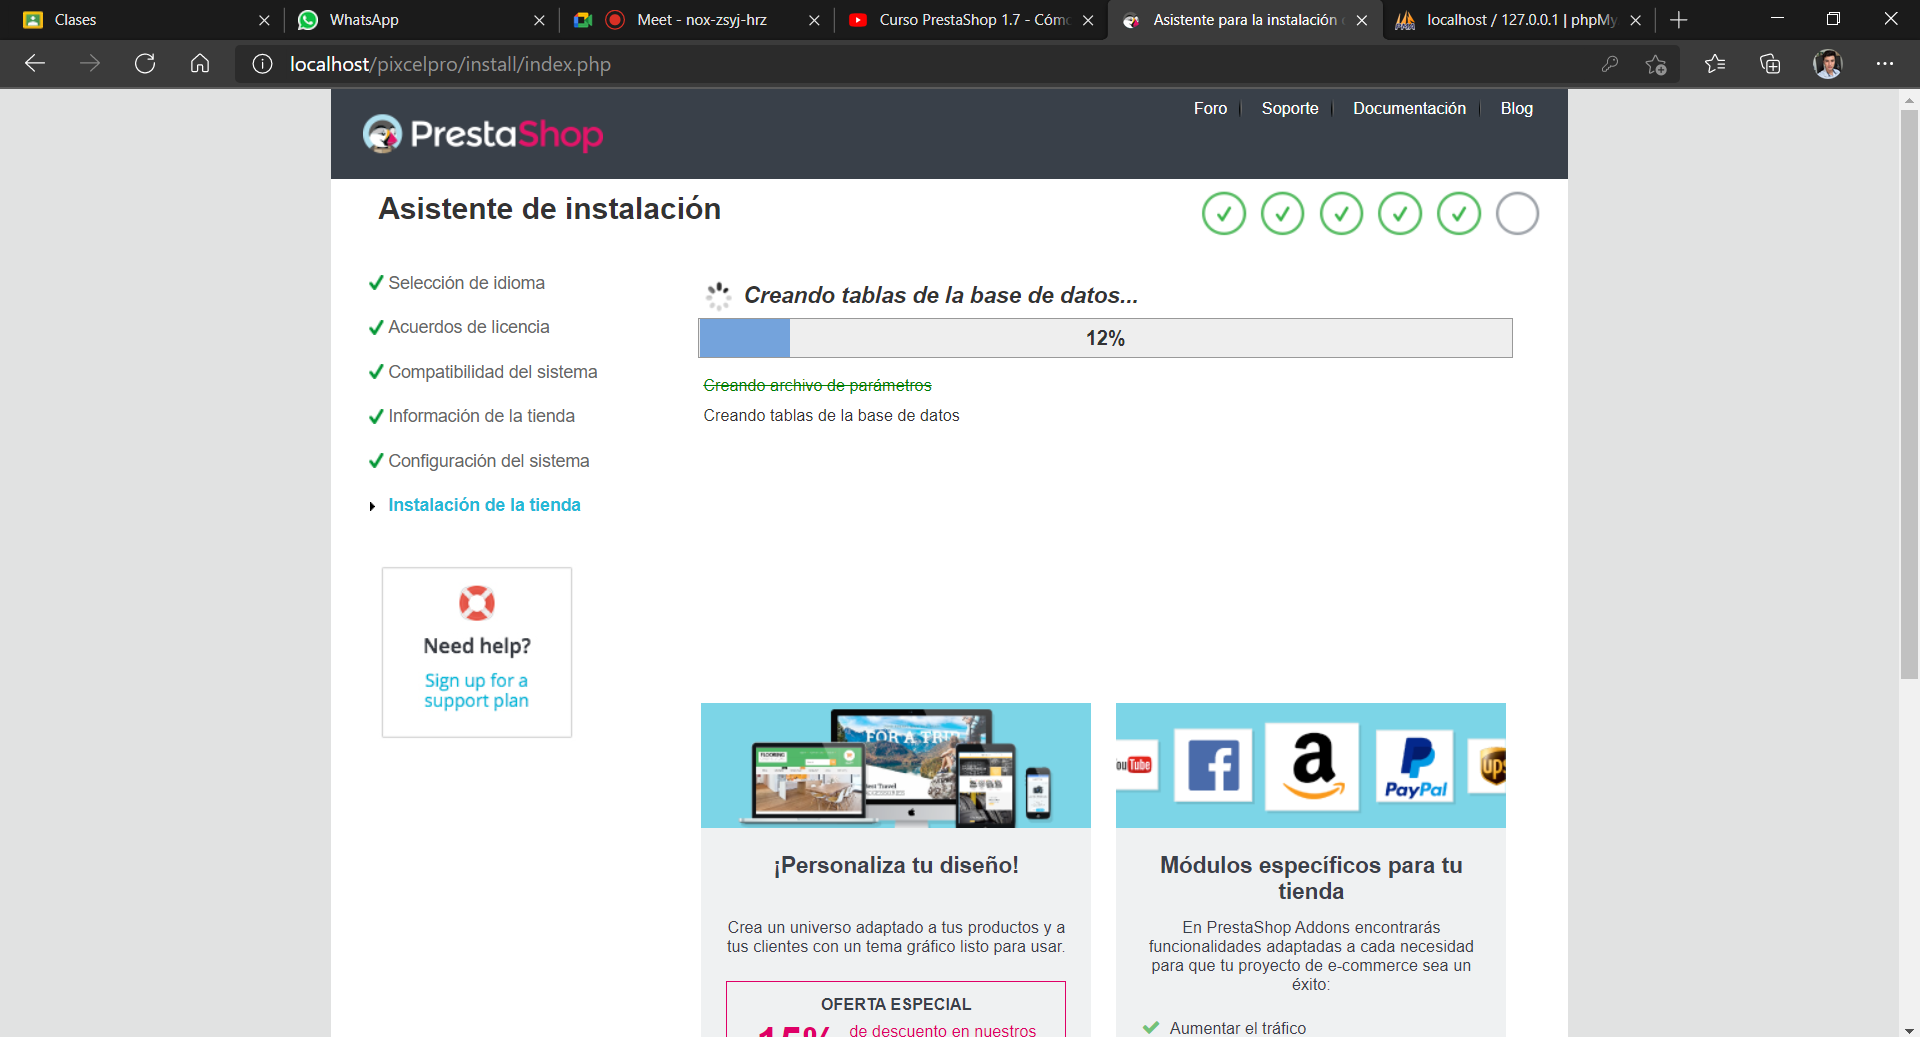 Clases
WhatsApp
Meet - nox-zsyj-hrz
Curso PrestaShop 1.7 - Cómo
Asistente para la instalación
localhost / 127.0.0.1 | phpMy
localhost/pixcelpro/install/index.php
Foro
Soporte
Documentación
Blog
PrestaShop
Asistente de instalación
Selección de idioma
Acuerdos de licencia
Compatibilidad del sistema
Información de la tienda
Configuración del sistema
Instalación de la tienda
Creando tablas de la base de datos...
12%
Creando archivo de parámetros
Creando tablas de la base de datos
Need help?
Sign up for a
support plan
FOR A TRIP
FLOORING
ouTube
a
PayPal
ups
¡Personaliza tu diseño!
Crea un universo adaptado a tus productos y a
tus clientes con un tema gráfico listo para usar.
OFERTA ESPECIAL
15%
de descuento en nuestros
Módulos específicos para tu
tienda
En PrestaShop Addons encontrarás
funcionalidades adaptadas a cada necesidad
para que tu proyecto de e-commerce sea un
éxito:
Aumentar el tráfico